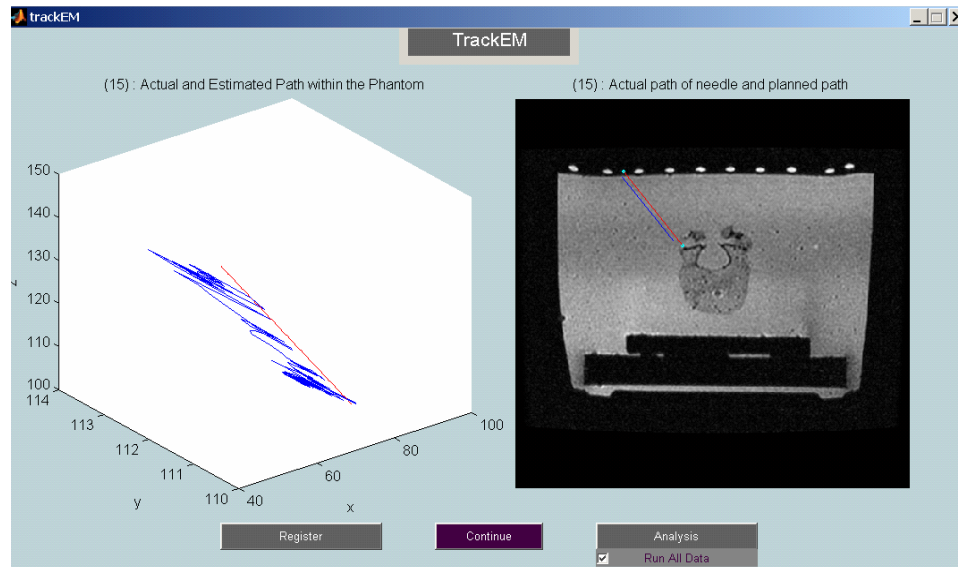 trackEM
TrackEM
(15) : Actual and Estimated Path within the Phantom
(15) : Actual path of needle and planned path
150
140
130
z
120
110
100
114
113
112
111
110
40
60
80
100
y
x
Register
Continue
Analysis
Run All Data